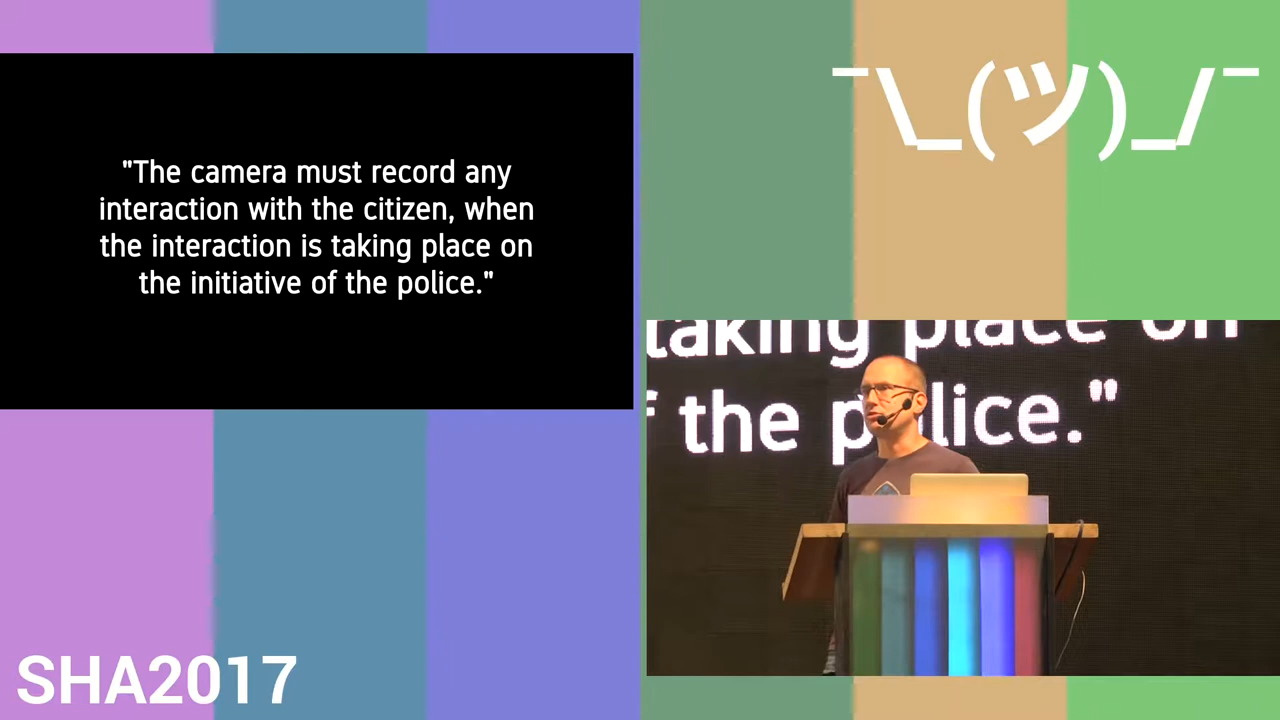 "The camera must record any
interaction with the citizen, when
the interaction is taking place on
the initiative of the police."
¯\_(ツ)_/¯
taking place on
f the police."
SHA2017